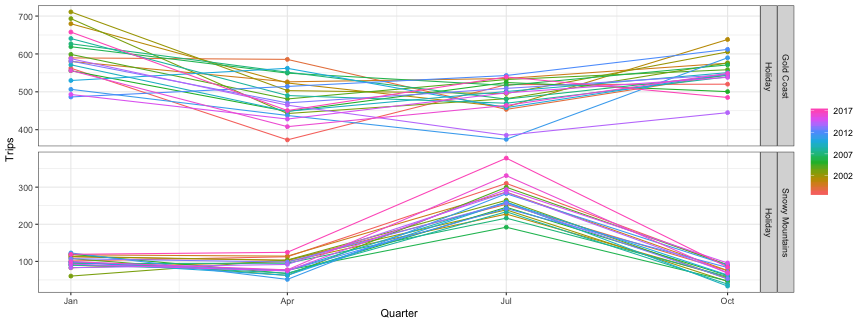 700
600
500
400
Holiday
Gold Coast
300
200
100
Holiday
Snowy Mountains
Jan
Apr
Jul
Oct
Quarter
Trips
2017
2012
2007
2002